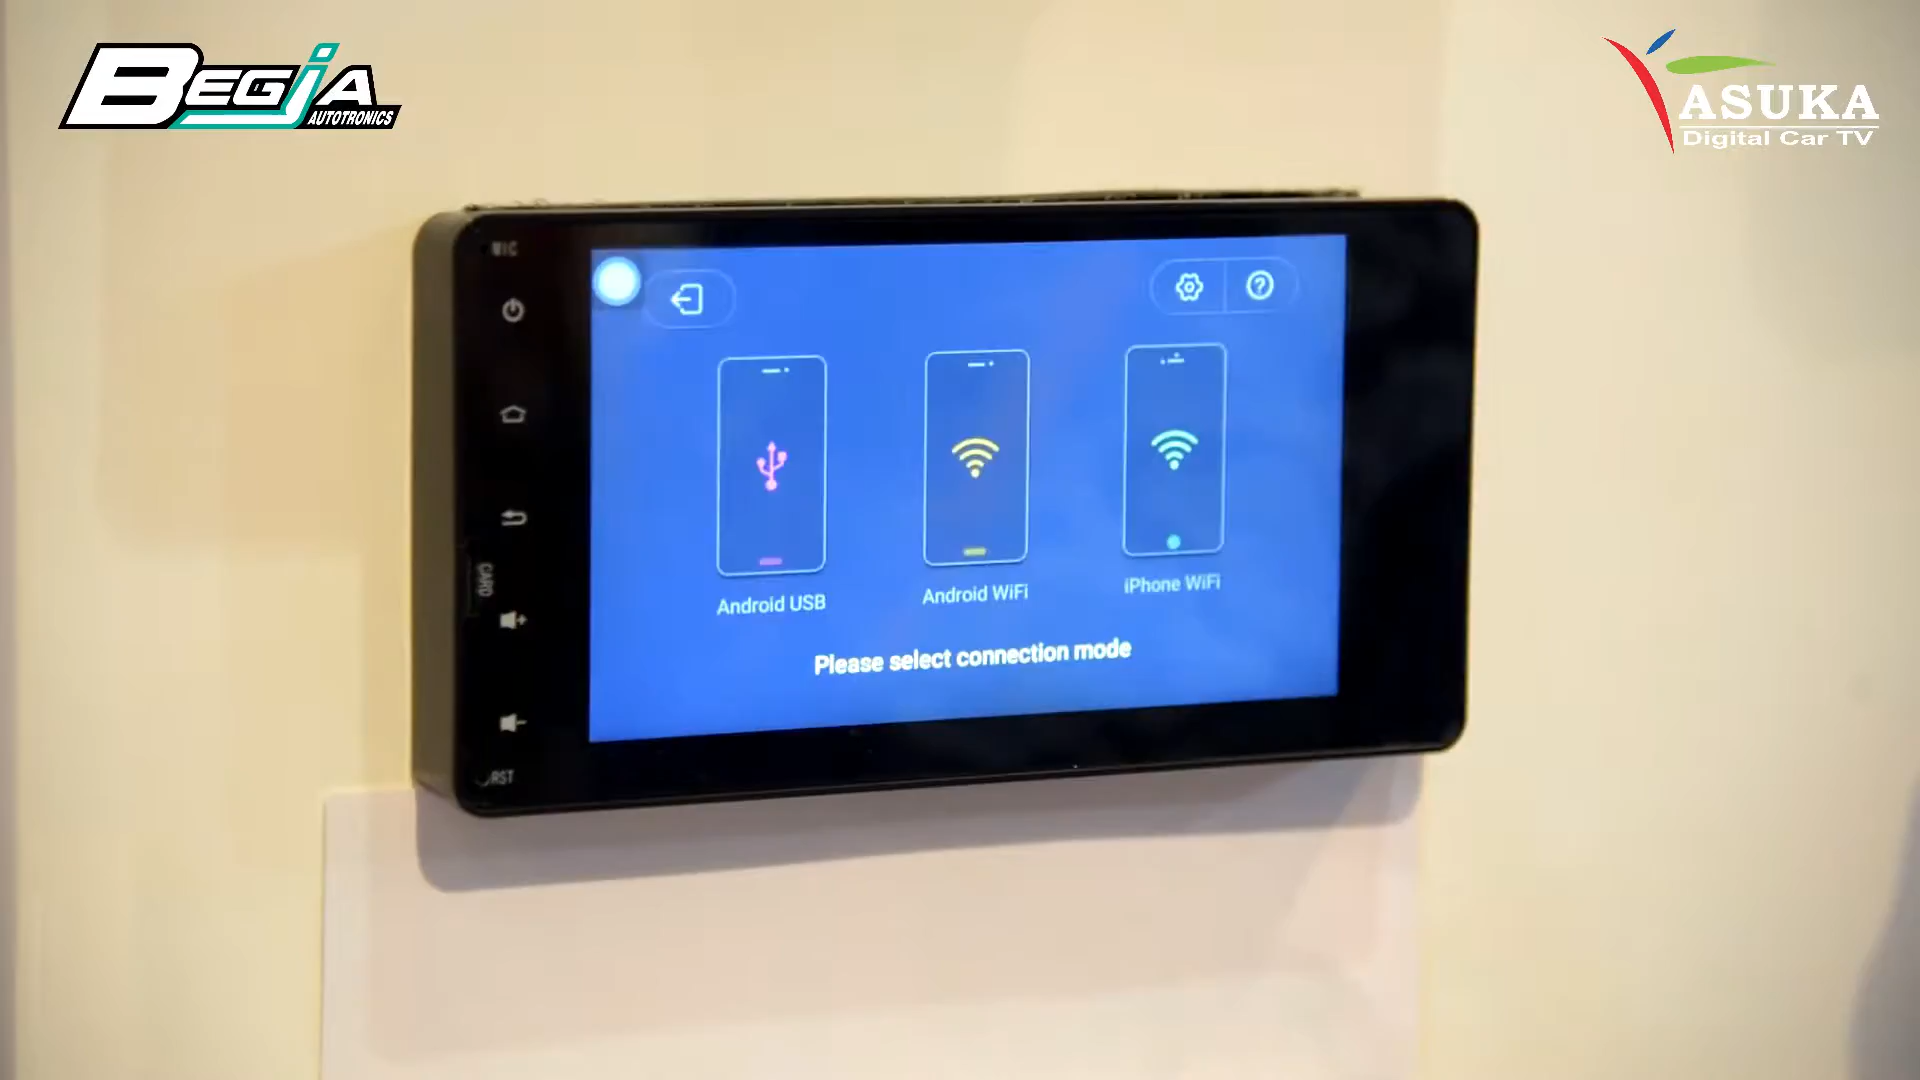 BEGJA
AUTOTRONICS
ASUKA
Digital Car TV
MIC
CARD
RST
Android USB
Android WiFi
iPhone WiFi
Please select connection mode